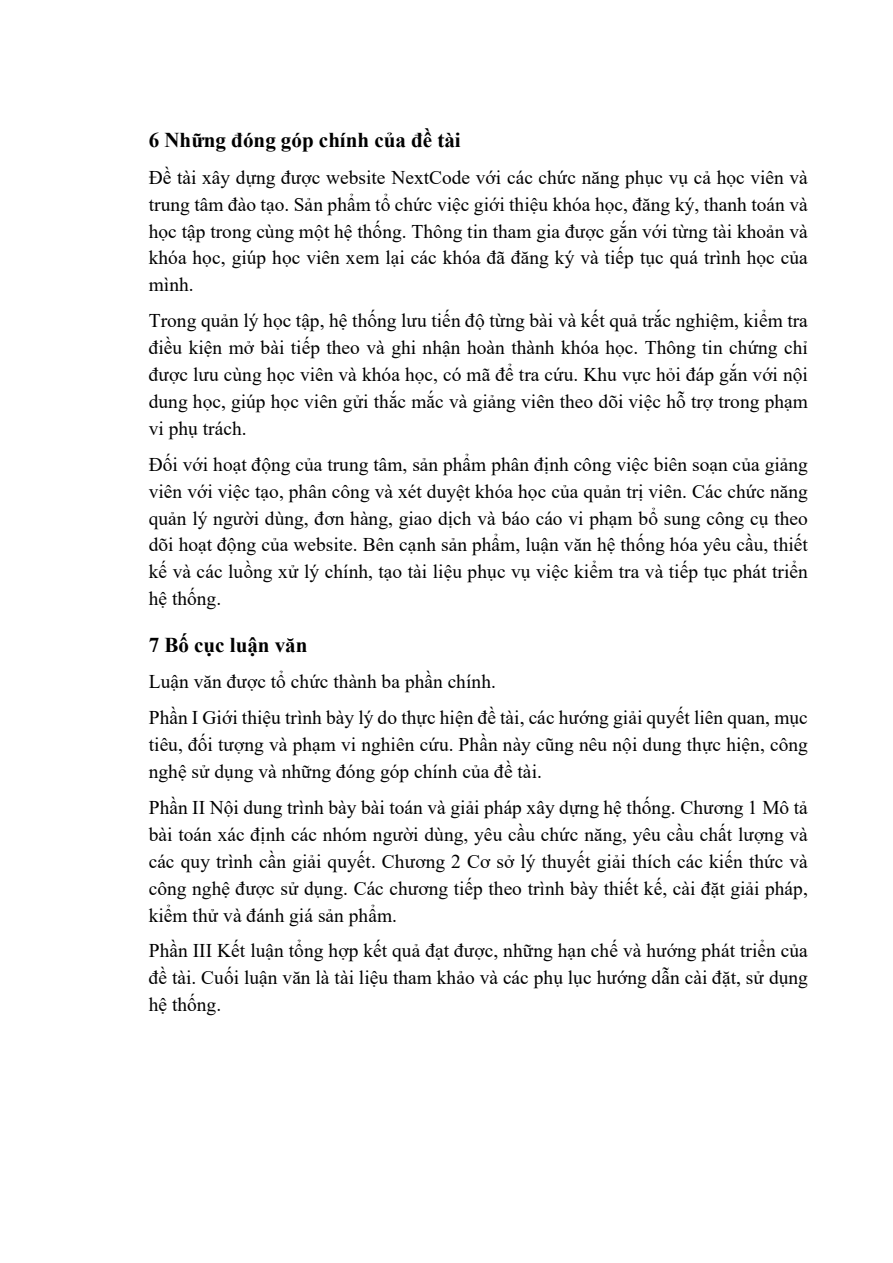 6 Những đóng góp chính của đề tài
Đề tài xây dựng được website NextCode với các chức năng phục vụ cả học viên và
trung tâm đào tạo. Sản phẩm tổ chức việc giới thiệu khóa học, đăng ký, thanh toán và
học tập trong cùng một hệ thống. Thông tin tham gia được gắn với từng tài khoản và
khóa học, giúp học viên xem lại các khóa đã đăng ký và tiếp tục quá trình học của
mình.
Trong quản lý học tập, hệ thống lưu tiến độ từng bài và kết quả trắc nghiệm, kiểm tra
điều kiện mở bài tiếp theo và ghi nhận hoàn thành khóa học. Thông tin chứng chỉ
được lưu cùng học viên và khóa học, có mã để tra cứu. Khu vực hỏi đáp gắn với nội
dung học, giúp học viên gửi thắc mắc và giảng viên theo dõi việc hỗ trợ trong phạm
vi phụ trách.
Đối với hoạt động của trung tâm, sản phẩm phân định công việc biên soạn của giảng
viên với việc tạo, phân công và xét duyệt khóa học của quản trị viên. Các chức năng
quản lý người dùng, đơn hàng, giao dịch và báo cáo vi phạm bổ sung công cụ theo
dõi hoạt động của website. Bên cạnh sản phẩm, luận văn hệ thống hóa yêu cầu, thiết
kế và các luồng xử lý chính, tạo tài liệu phục vụ việc kiểm tra và tiếp tục phát triển
hệ thống.
7 Bố cục luận văn
Luận văn được tổ chức thành ba phần chính.
Phần I Giới thiệu trình bày lý do thực hiện đề tài, các hướng giải quyết liên quan, mục
tiêu, đối tượng và phạm vi nghiên cứu. Phần này cũng nêu nội dung thực hiện, công
nghệ sử dụng và những đóng góp chính của đề tài.
Phần II Nội dung trình bày bài toán và giải pháp xây dựng hệ thống. Chương 1 Mô tả
bài toán xác định các nhóm người dùng, yêu cầu chức năng, yêu cầu chất lượng và
các quy trình cần giải quyết. Chương 2 Cơ sở lý thuyết giải thích các kiến thức và
công nghệ được sử dụng. Các chương tiếp theo trình bày thiết kế, cài đặt giải pháp,
kiểm thử và đánh giá sản phẩm.
Phần III Kết luận tổng hợp kết quả đạt được, những hạn chế và hướng phát triển của
đề tài. Cuối luận văn là tài liệu tham khảo và các phụ lục hướng dẫn cài đặt, sử dụng
hệ thống.